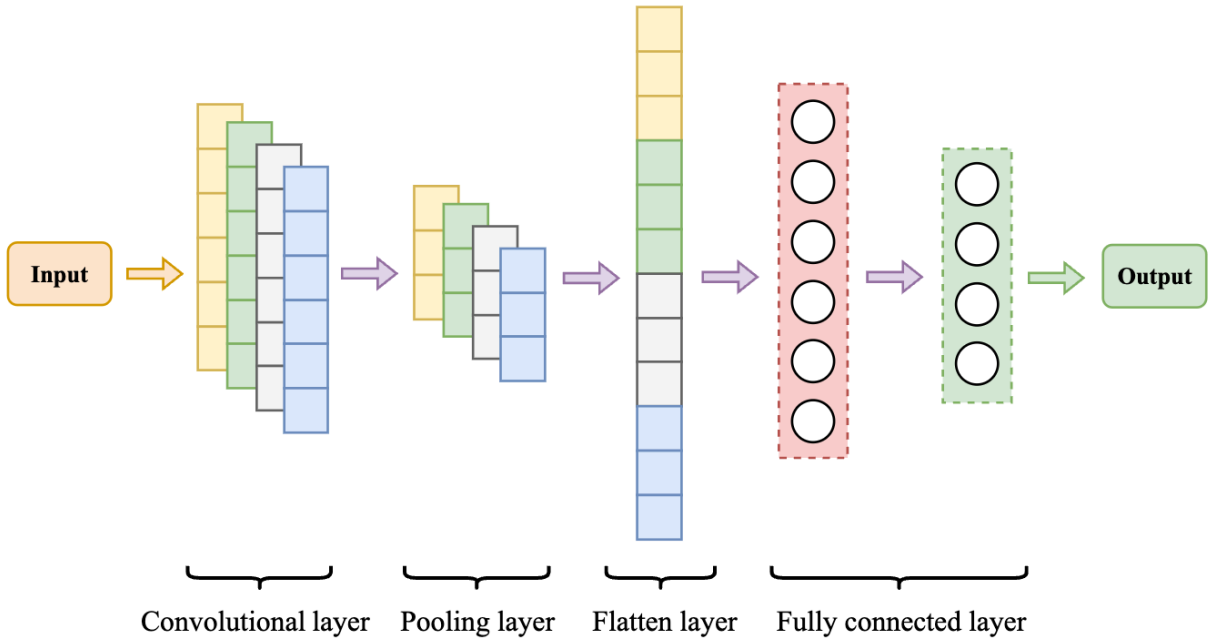 Input
Output
Convolutional layer
Pooling layer
Flatten layer
Fully connected layer